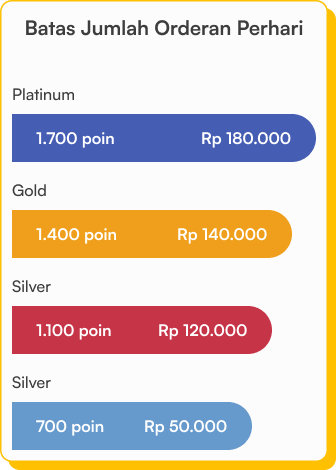 Batas Jumlah Orderan Perhari
Platinum
1.700 poin Rp 180.000
Gold
1.400 poin Rp 140.000
Silver
1.100 poin Rp 120.000
Silver
700 poin Rp 50.000